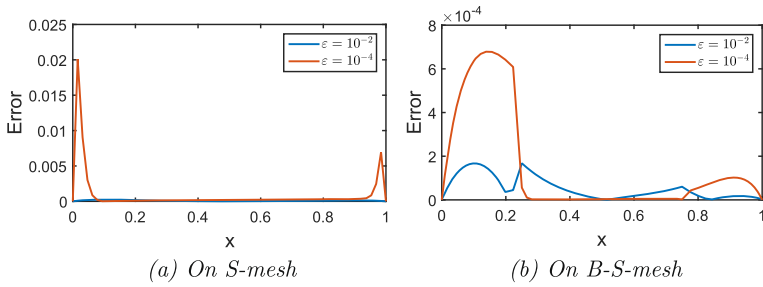 0.025
0.02
0.015
0.01
0.005
0
Error
0 0.2 0.4 0.6 0.8 1
x
ε = 10⁻²
ε = 10⁻⁴
(a) On S-mesh
×10⁻⁴
8
6
4
2
0
Error
0 0.2 0.4 0.6 0.8 1
x
ε = 10⁻²
ε = 10⁻⁴
(b) On B-S-mesh